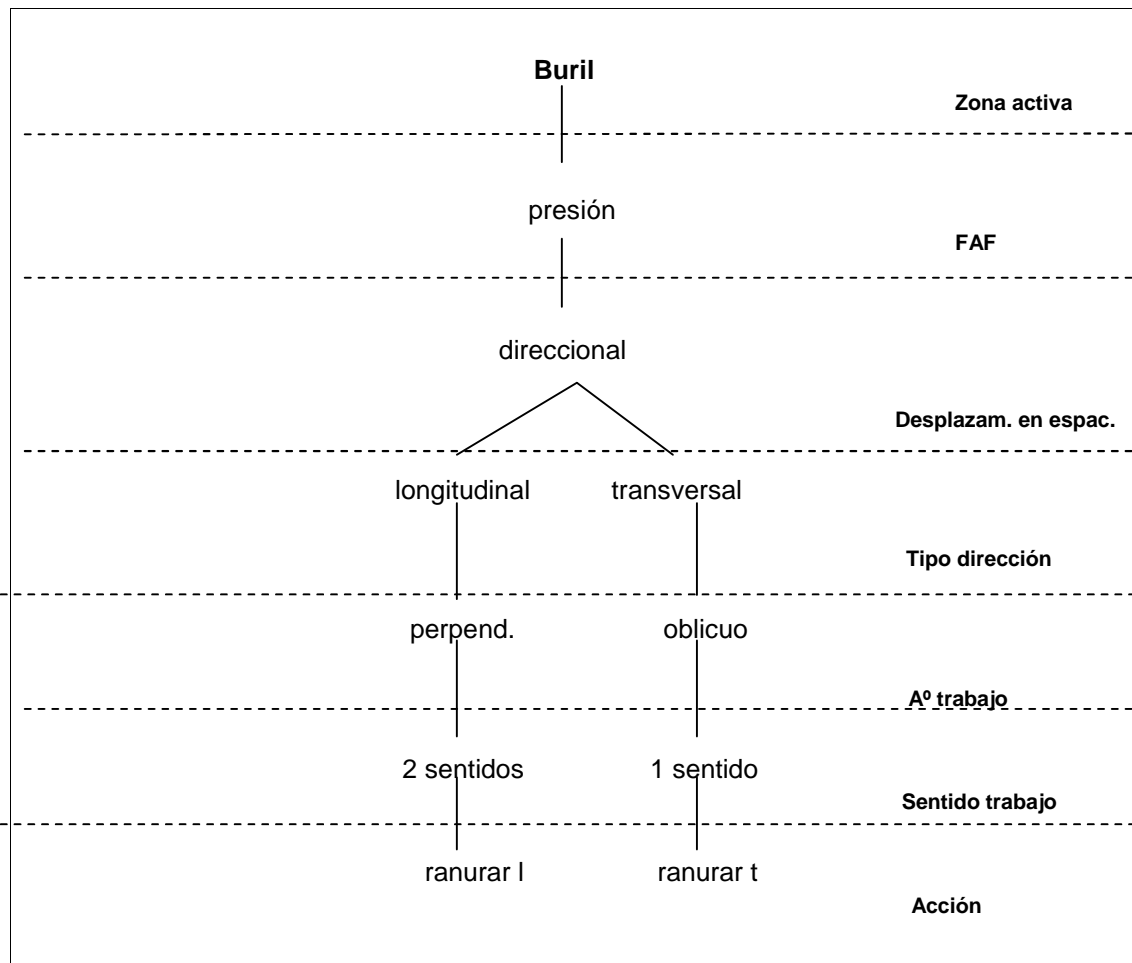 Buril
Zona activa
presión
FAF
direccional
Desplazam. en espac.
longitudinal transversal
Tipo dirección
perpend. oblicuo
Aº trabajo
2 sentidos 1 sentido
Sentido trabajo
ranurar l ranurar t
Acción